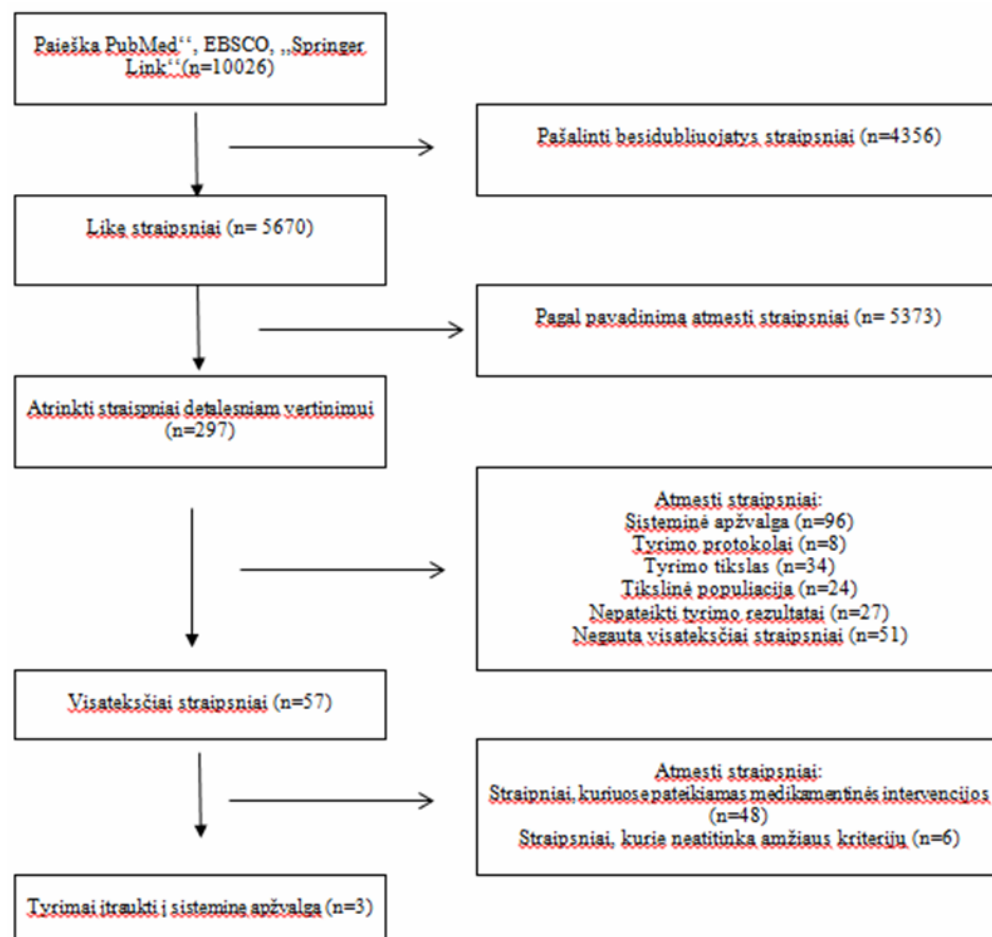 Paieška PubMed“, EBSCO, „Springer
Link“(n=10026)
Pašalinti besidubliuojatys straipsniai (n=4356)
Likę straipsniai (n= 5670)
Pagal pavadinimą atmesti straipsniai (n= 5373)
Atrinkti straispniai detalesniam vertinimui
(n=297)
Atmesti straipsniai:
Sisteminė apžvalga (n=96)
Tyrimo protokolai (n=8)
Tyrimo tikslas (n=34)
Tikslinė populiacija (n=24)
Nepateikti tyrimo rezultatai (n=27)
Negauta visateksčiai straipsniai (n=51)
Visateksčiai straipsniai (n=57)
Atmesti straipsniai:
Straipniai, kuriuose pateikiamas medikamentinės intervencijos
(n=48)
Straipsniai, kurie neatitinka amžiaus kriterijų (n=6)
Tyrimai įtraukti į sisteminę apžvalgą (n=3)